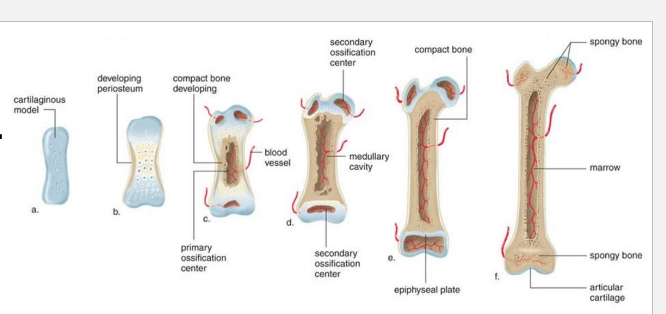 cartilaginous
model
a.
developing
periosteum
b.
compact bone
developing
blood
vessel
c.
primary
ossification
center
secondary
ossification
center
medullary
cavity
d.
secondary
ossification
center
compact bone
e.
epiphyseal plate
spongy bone
marrow
spongy bone
f.
articular
cartilage